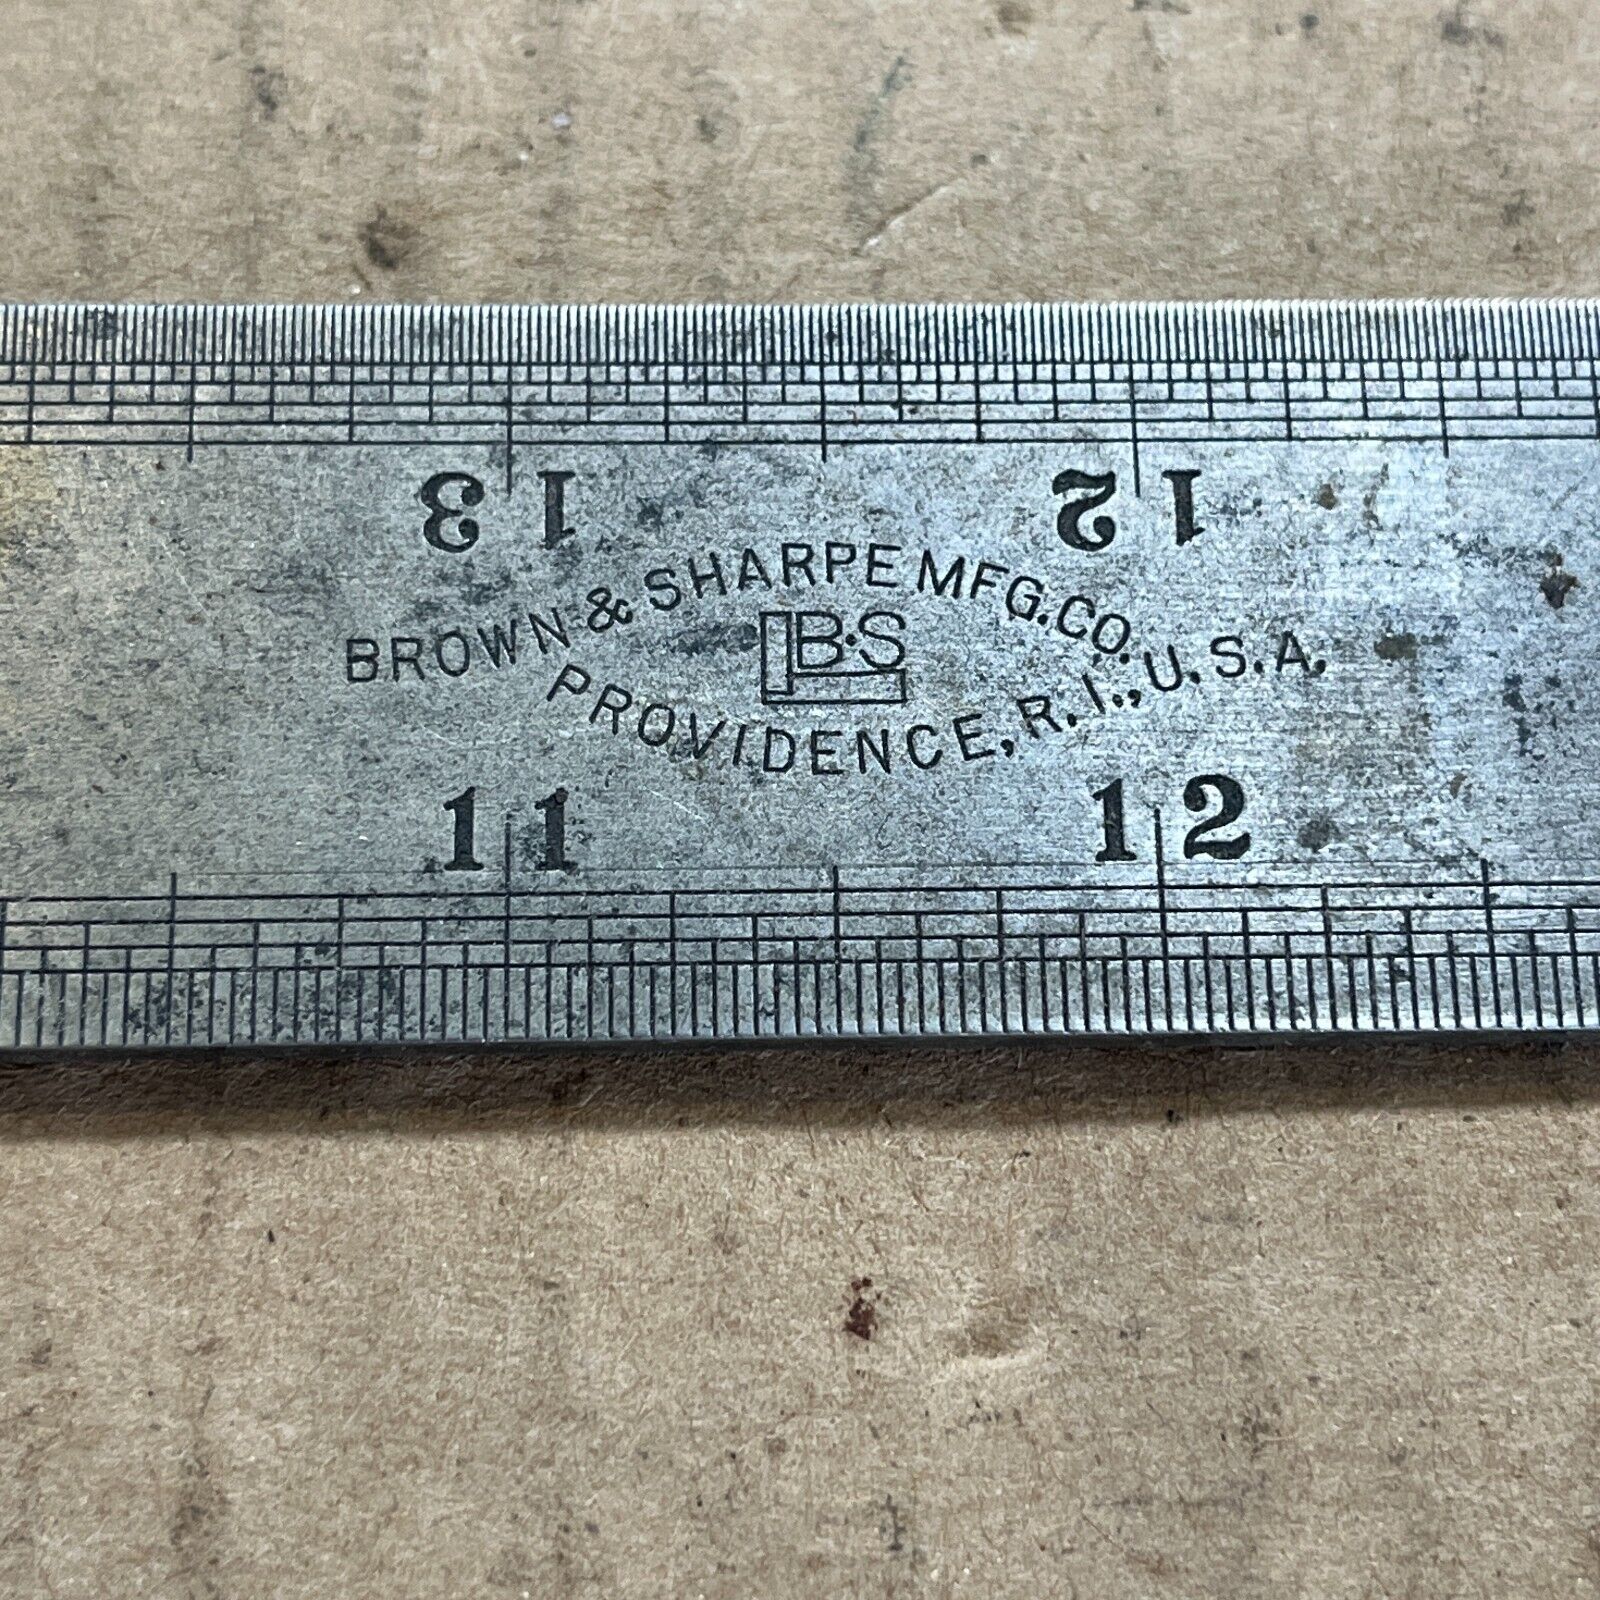 13 12
BROWN & SHARPE MFG. CO.
B·S
PROVIDENCE, R. I., U. S. A.
11 12